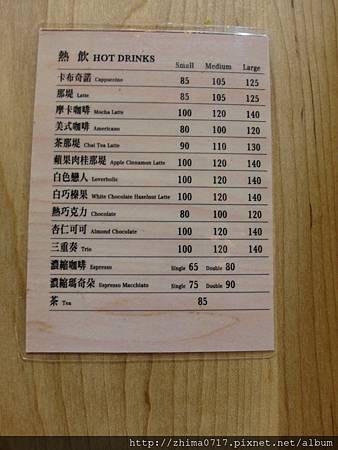 熱 飲 HOT DRINKS Small Medium Large
卡布奇諾 Cappuccino 85 105 125
那堤 Latte 85 105 125
摩卡咖啡 Mocha Latte 100 120 140
美式咖啡 Americano 80 100 120
茶那堤 Chai Tea Latte 90 110 130
蘋果肉桂那堤 Apple Cinnamon Latte 100 120 140
白色戀人 Loverholic 100 120 140
白巧榛果 White Chocolate Hazelnut Latte 100 120 140
熱巧克力 Chocolate 80 100 120
杏仁可可 Almond Chocolate 100 120 140
三重奏 Trio 100 120 140
濃縮咖啡 Espresso Single 65 Double 80
濃縮瑪奇朵 Espresso Macchiato Single 75 Double 90
茶 Tea 85
http://zhima0717.pixnet.net/album